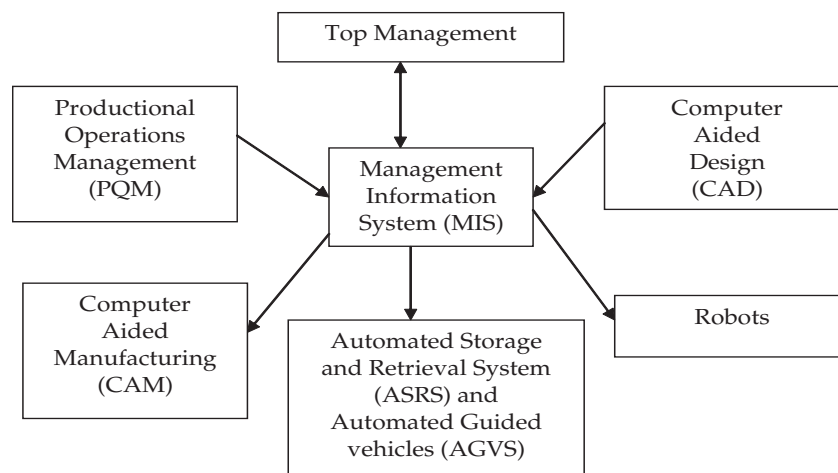 Top Management
Productional
Operations
Management
(PQM)
Computer
Aided
Design
(CAD)
Management
Information
System (MIS)
Computer
Aided
Manufacturing
(CAM)
Automated Storage
and Retrieval System
(ASRS) and
Automated Guided
vehicles (AGVS)
Robots